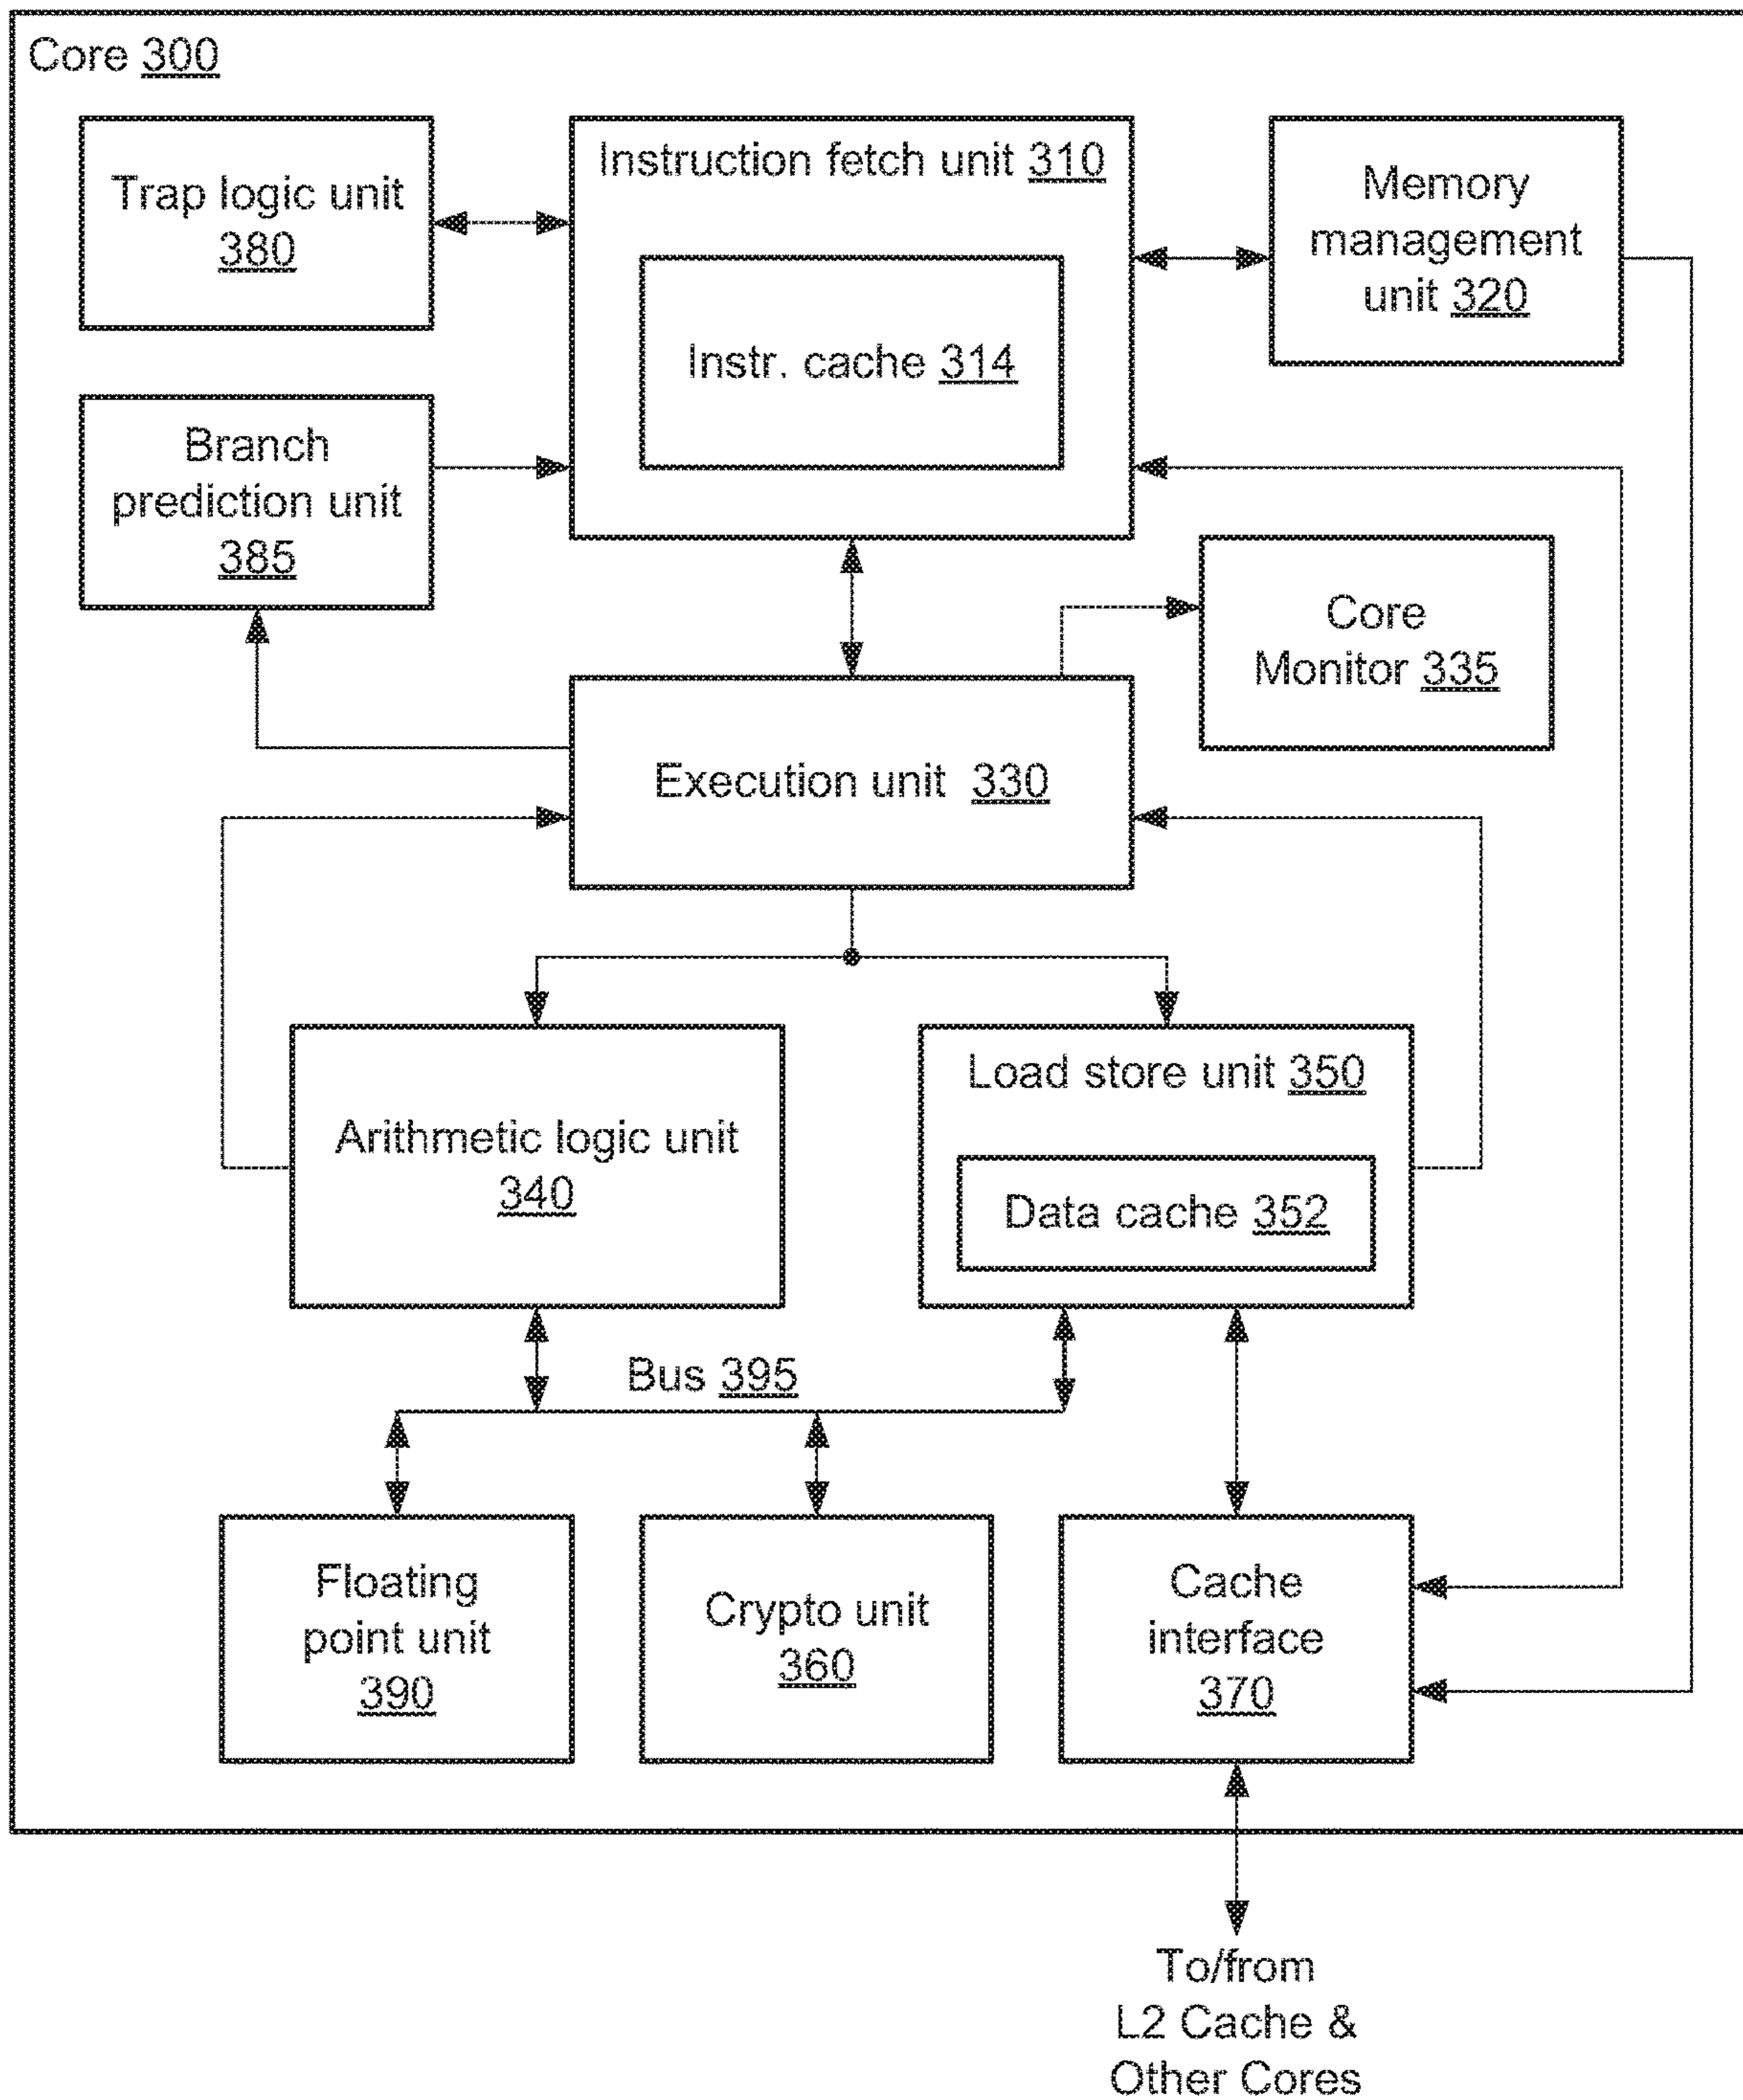 Core 300
Trap logic unit
380
Instruction fetch unit 310
Memory
management
unit 320
Instr. cache 314
Branch
prediction unit
385
Core
Monitor 335
Execution unit 330
Arithmetic logic unit
340
Load store unit 350
Data cache 352
Bus 395
Floating
point unit
390
Crypto unit
360
Cache
interface
370
To/from
L2 Cache &
Other Cores